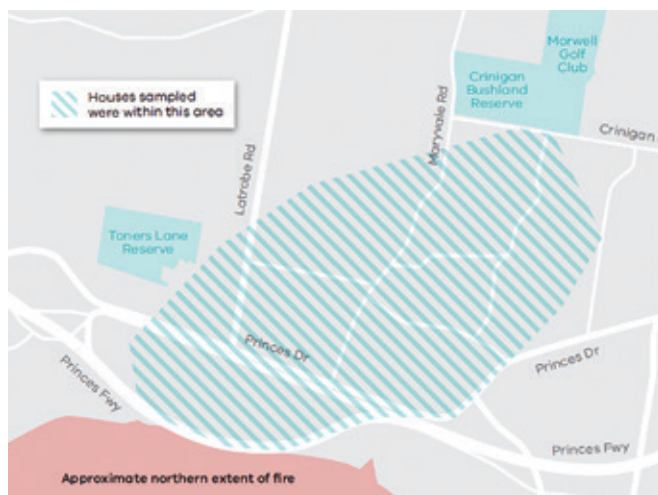 Morwell
Golf
Club
Crinigan
Bushland
Reserve
Houses sampled
were within this area
Crinigan
Maryvale Rd
Latrobe Rd
Toners Lane
Reserve
Princes Dr
Princes Dr
Princes Fwy
Princes Fwy
Approximate northern extent of fire